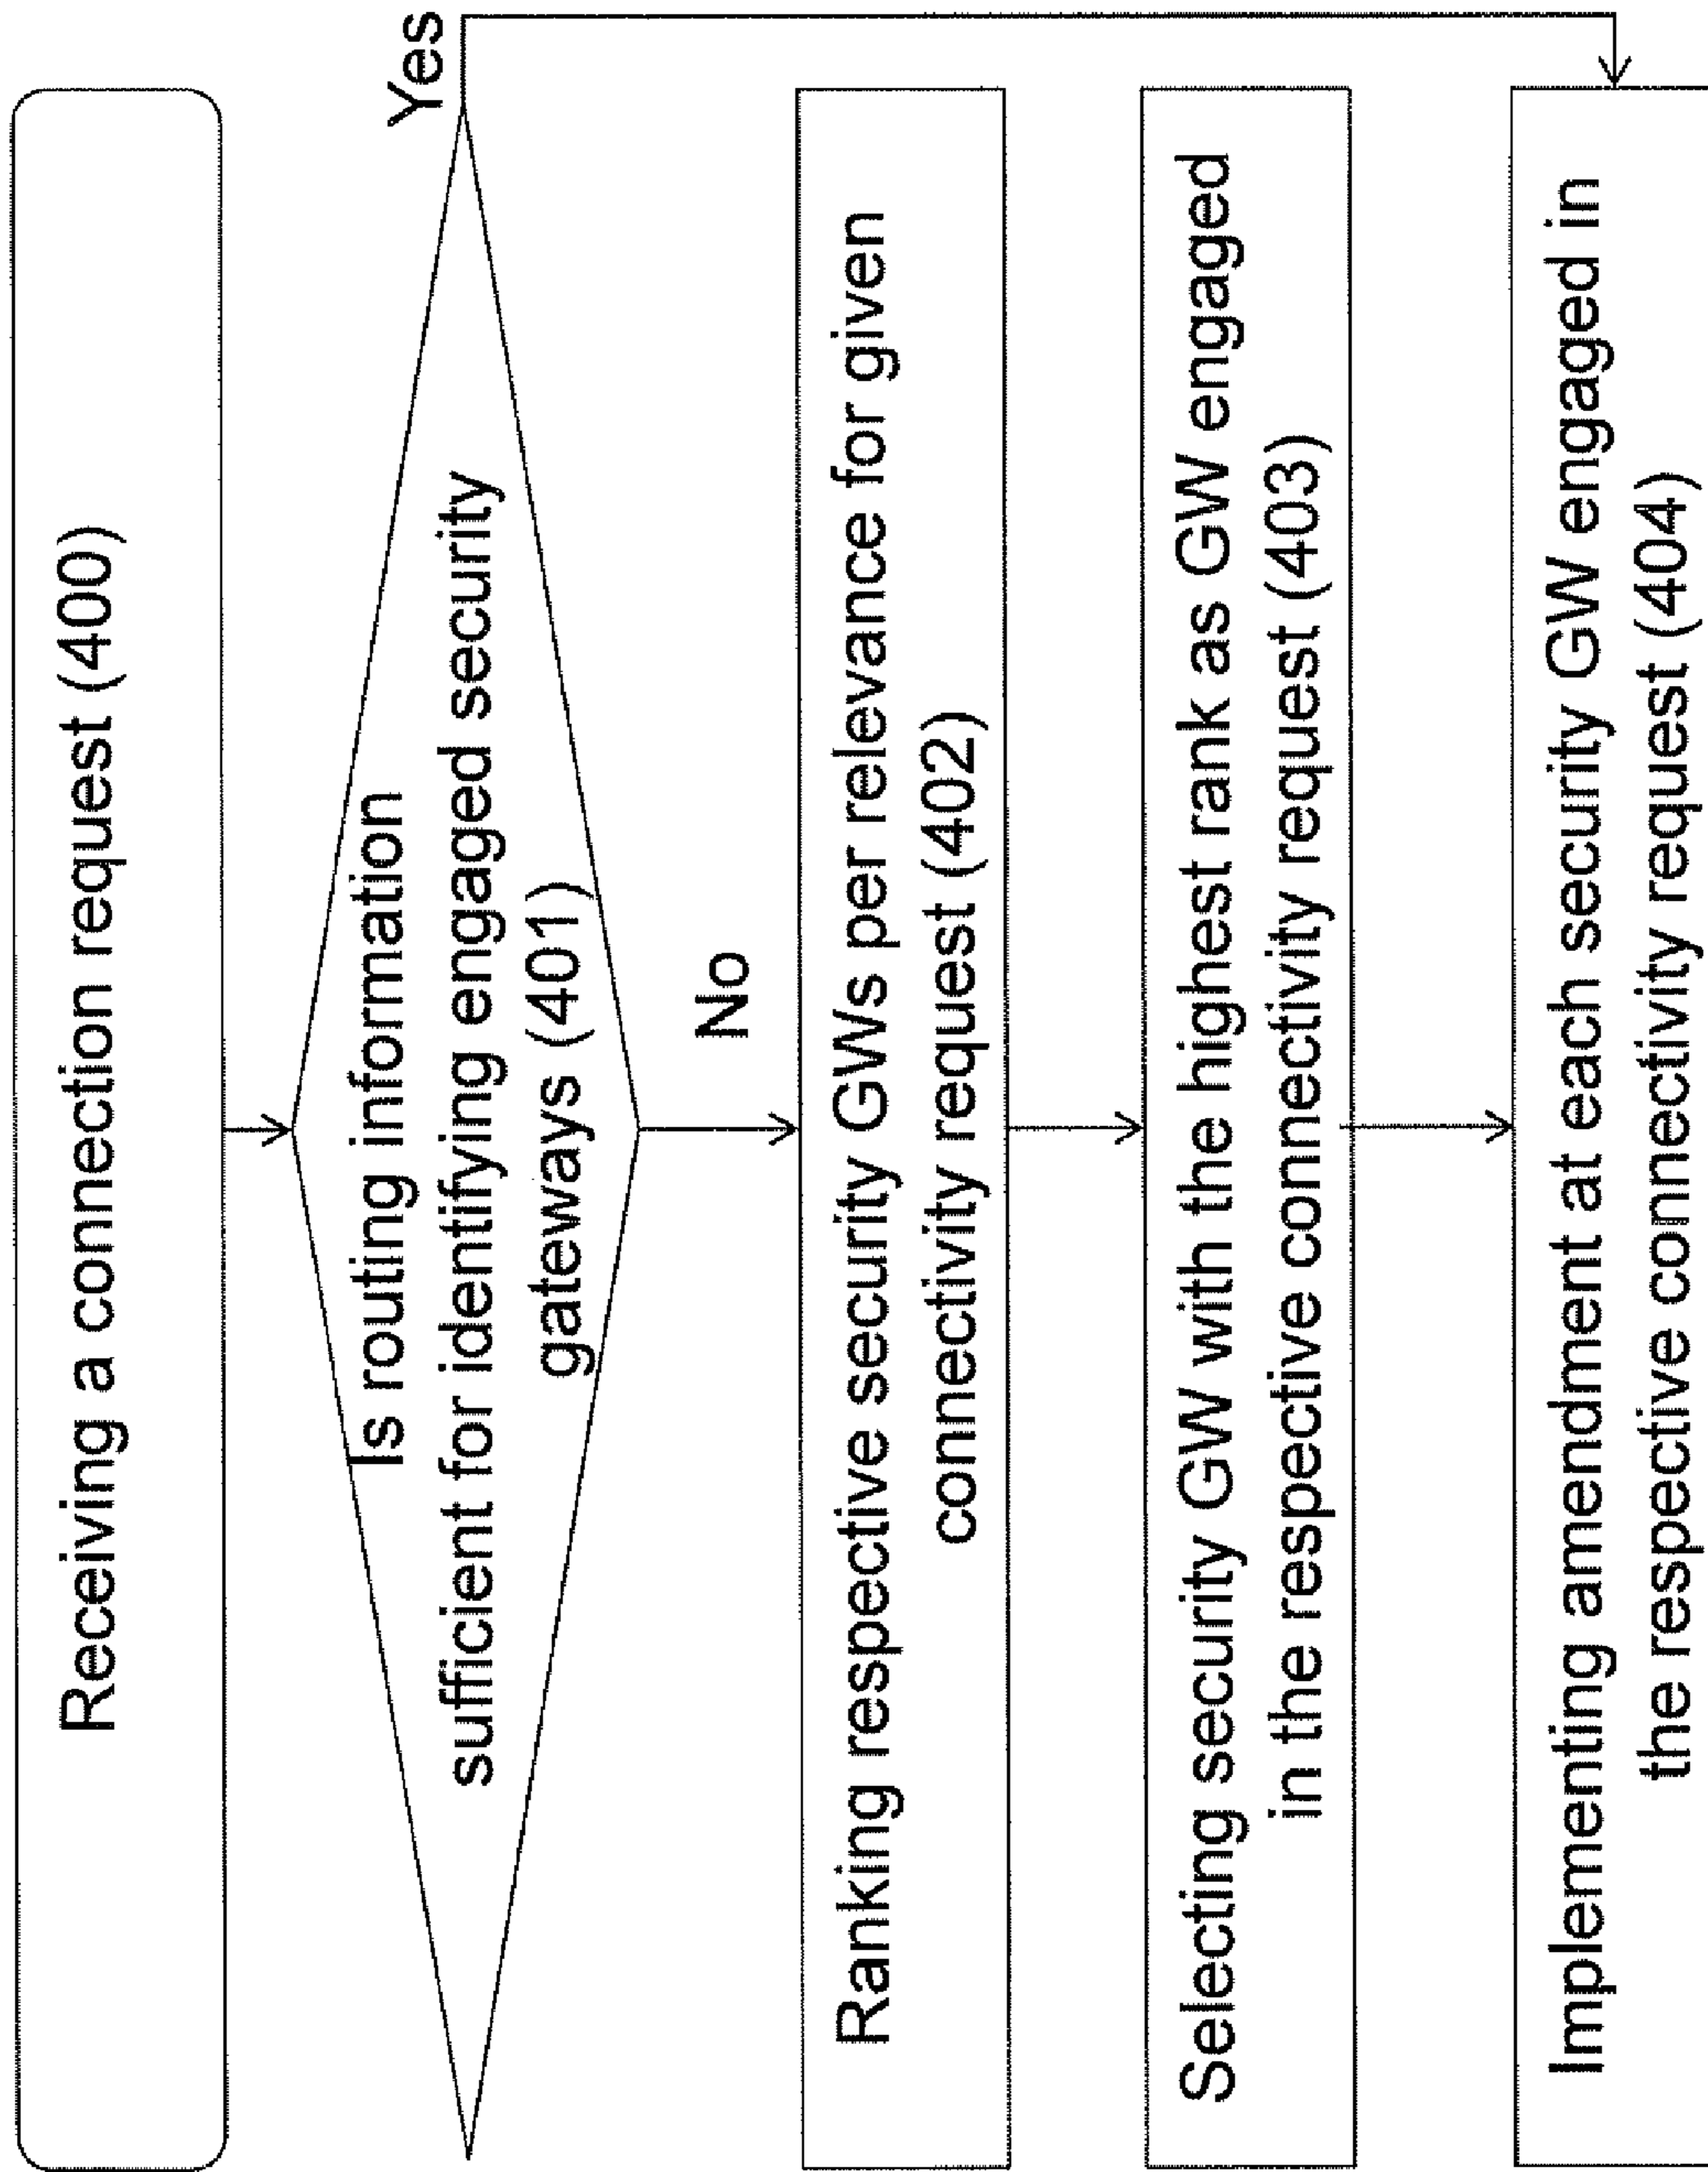 Receiving a connection request (400)
Yes
Is routing information
sufficient for identifying engaged security
gateways (401)
No
Ranking respective security GWs per relevance for given
connectivity request (402)
Selecting security GW with the highest rank as GW engaged
in the respective connectivity request (403)
Implementing amendment at each security GW engaged in
the respective connectivity request (404)